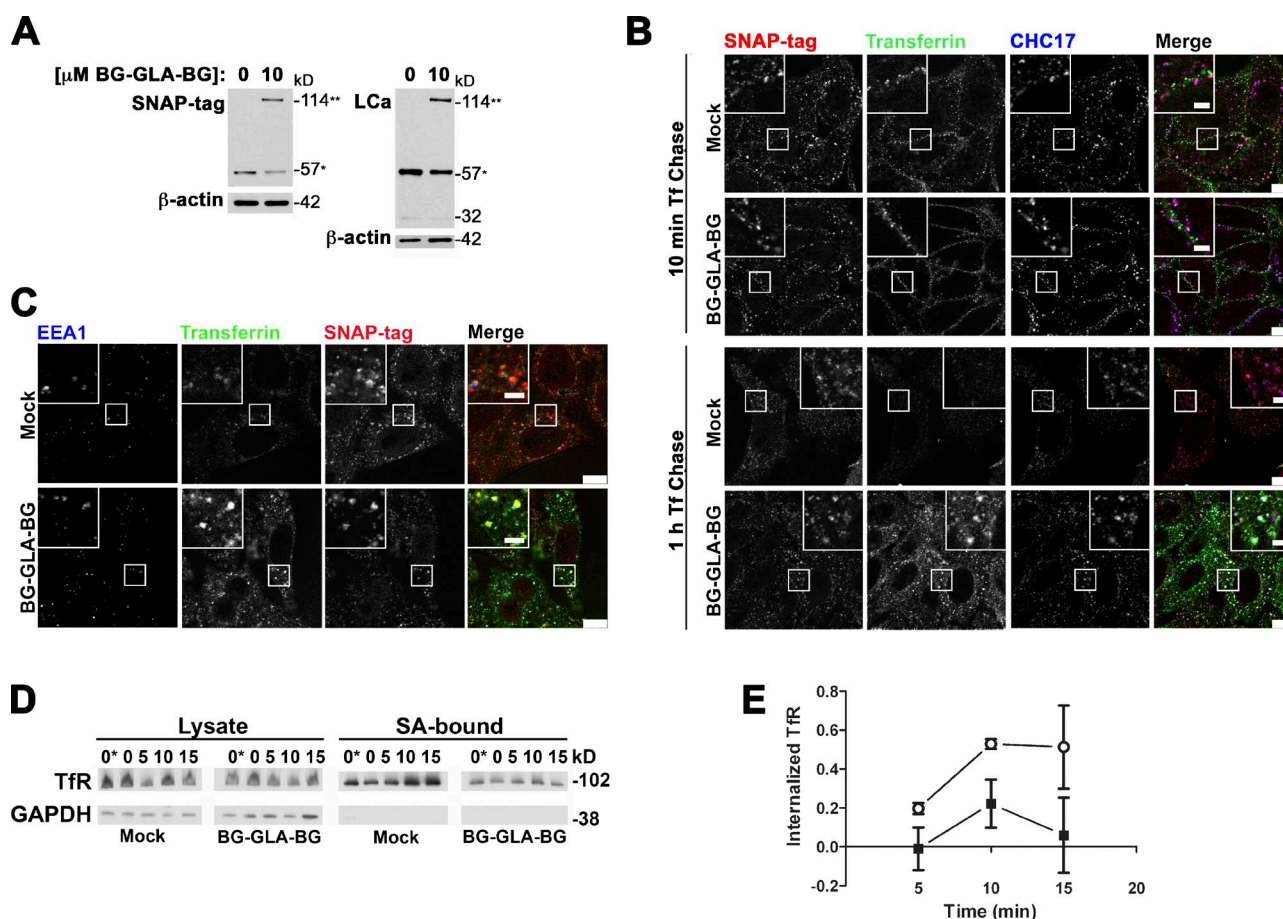 A
[μM BG-GLA-BG]: 0 10 kD 0 10 kD
SNAP-tag -114** LCa -114**
-57* -57*
β-actin -42 -32
β-actin -42
B
SNAP-tag Transferrin CHC17 Merge
10 min Tf Chase
Mock
BG-GLA-BG
1 h Tf Chase
Mock
BG-GLA-BG
C
EEA1 Transferrin SNAP-tag Merge
Mock
BG-GLA-BG
D
Lysate SA-bound
0* 0 5 10 15 0* 0 5 10 15 0* 0 5 10 15 0* 0 5 10 15 kD
TfR -102
GAPDH -38
Mock BG-GLA-BG Mock BG-GLA-BG
E
Internalized TfR
0.8
0.6
0.4
0.2
0.0
-0.2
5 10 15 20
Time (min)